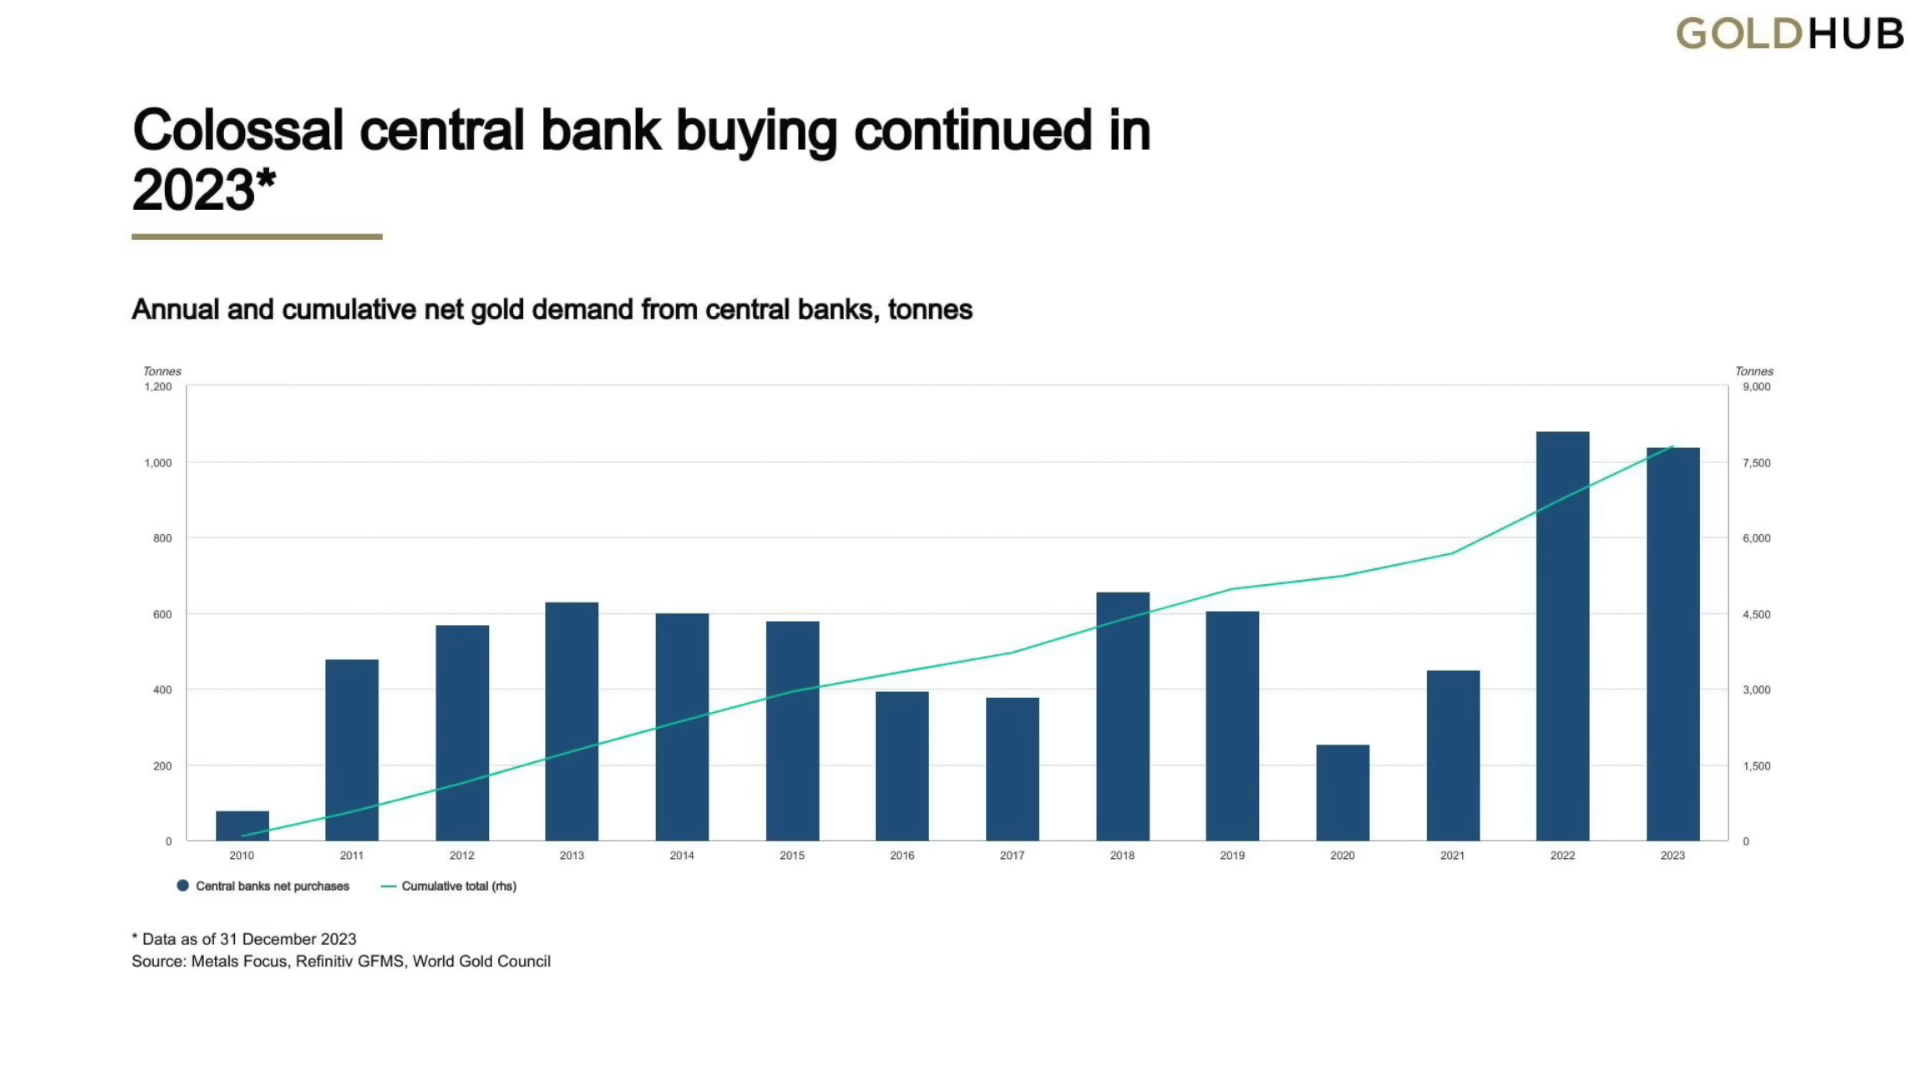 GOLDHUB
Colossal central bank buying continued in
2023*
Annual and cumulative net gold demand from central banks, tonnes
Tonnes Tonnes
1,200 9,000
1,000 7,500
800 6,000
600 4,500
400 3,000
200 1,500
0 0
2010 2011 2012 2013 2014 2015 2016 2017 2018 2019 2020 2021 2022 2023
Central banks net purchases Cumulative total (rhs)
* Data as of 31 December 2023
Source: Metals Focus, Refinitiv GFMS, World Gold Council